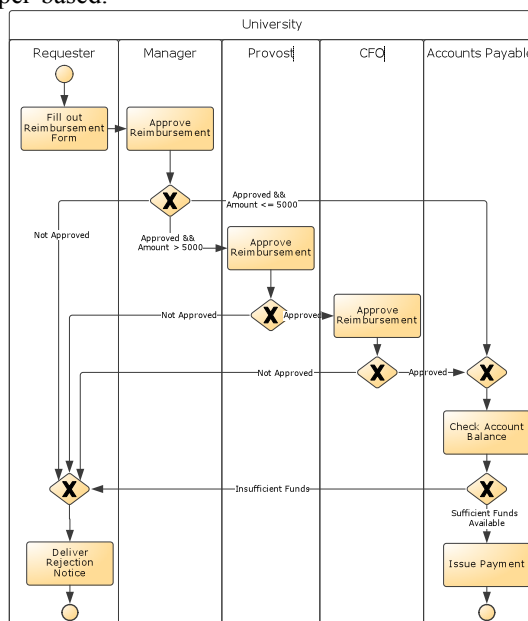 per-based.
University
Requester
Manager
Provost
CFO
Accounts Payable
Fill out
Reimbursement
Form
Approve
Reimbursement
Approved &&
Amount <= 5000
Not Approved
Approved &&
Amount > 5000
Approve
Reimbursement
Not Approved
Approved
Approve
Reimbursement
Not Approved
Approved
Check Account
Balance
Insufficient Funds
Sufficient Funds
Available
Deliver
Rejection
Notice
Issue Payment